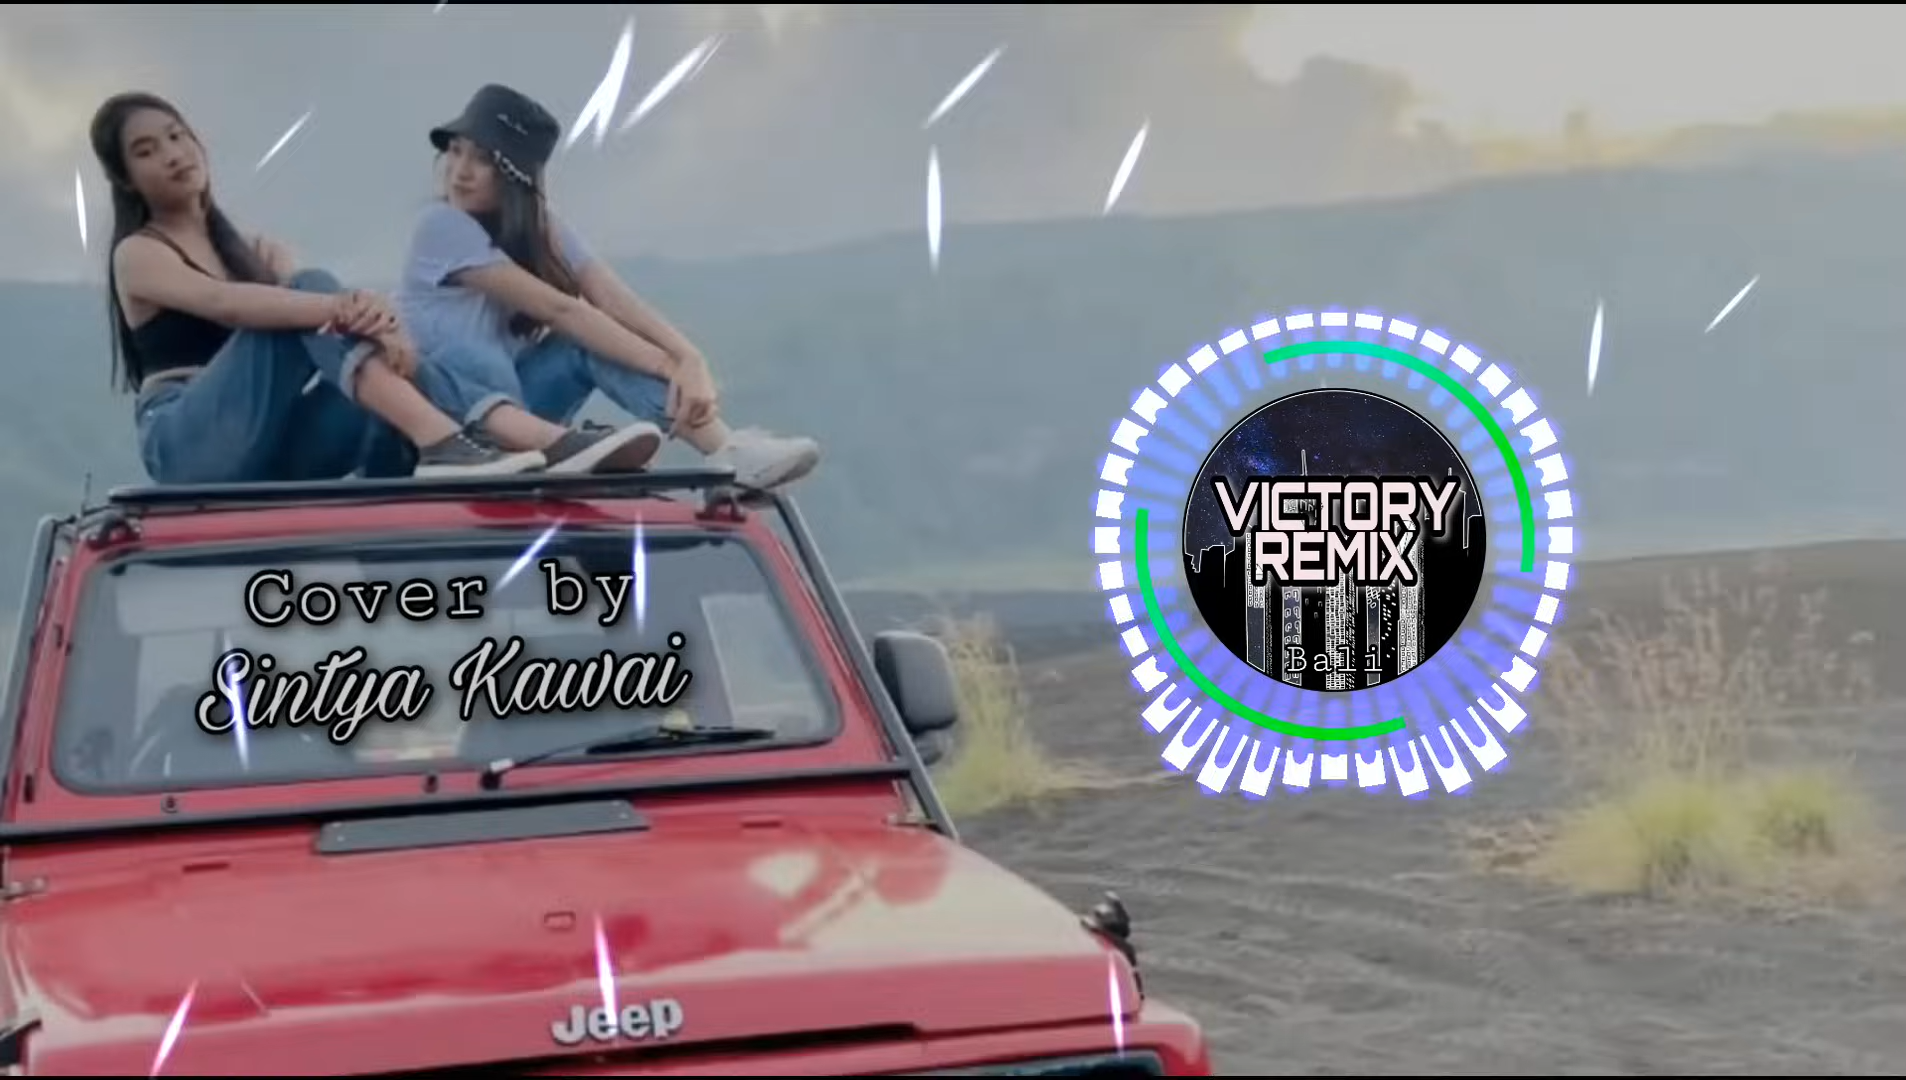 Cover by
Sintya Kawai
VICTORY
REMIX
Bali
Jeep